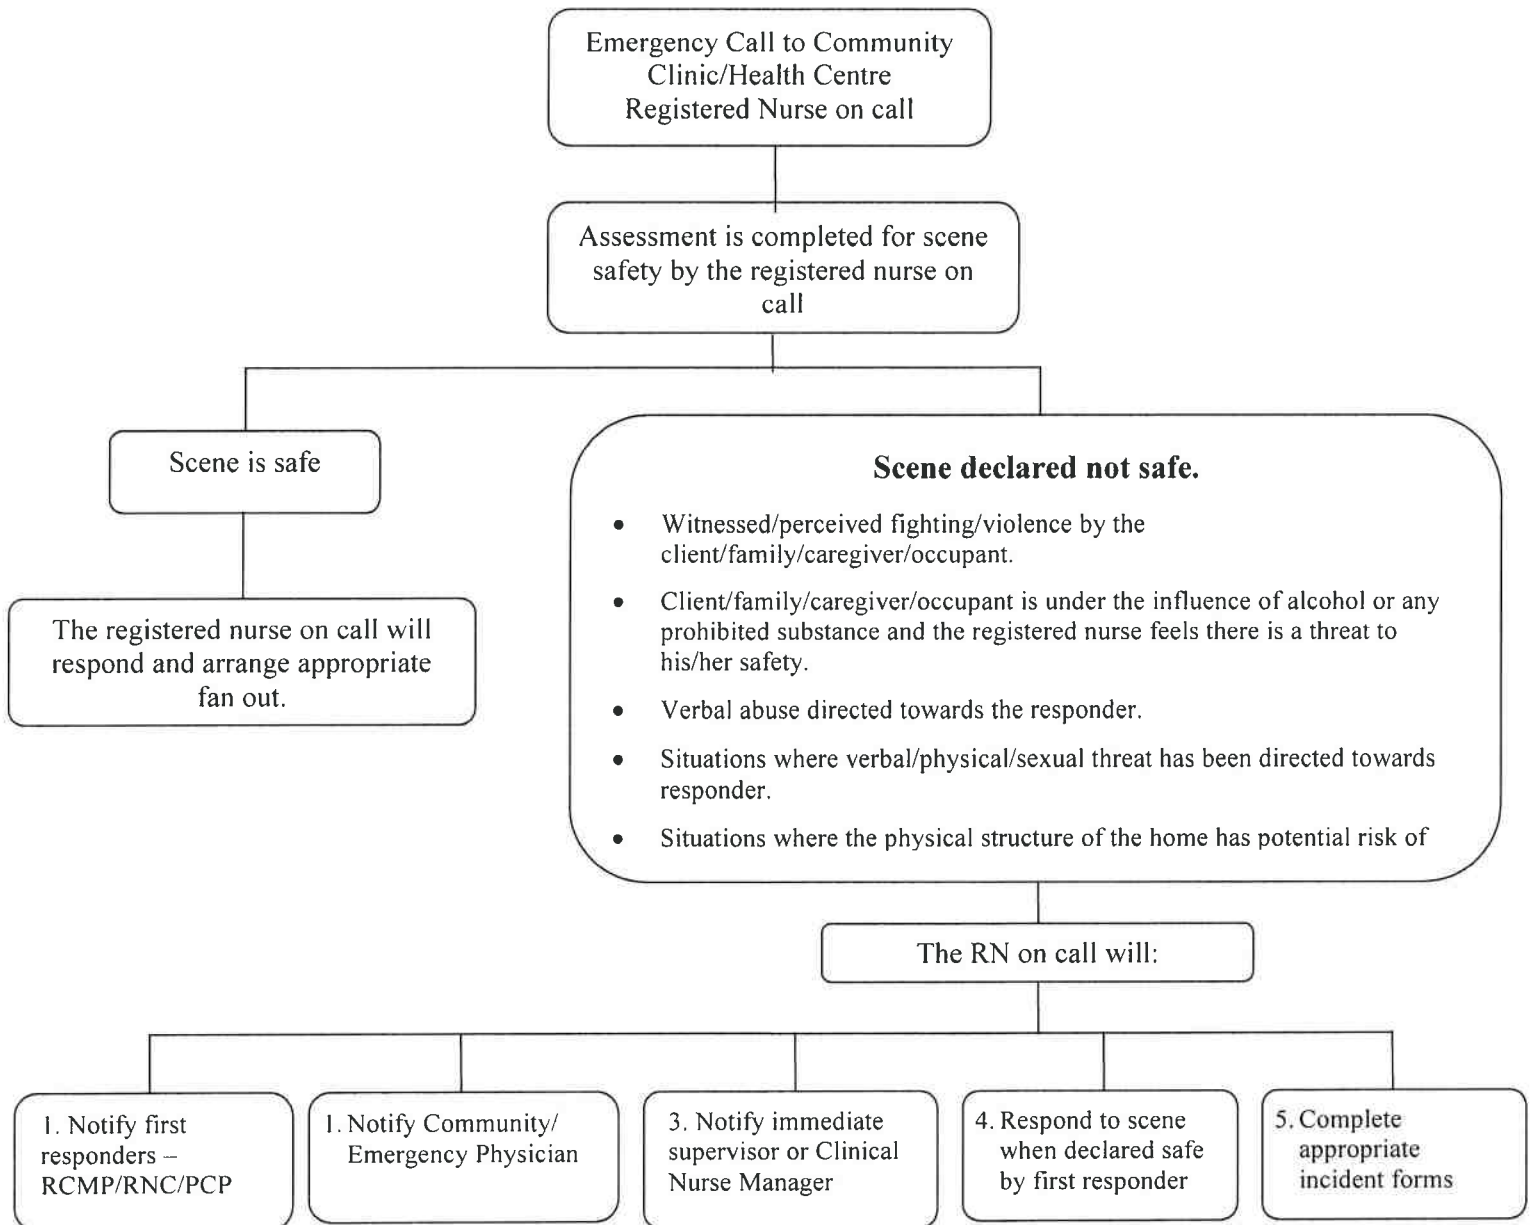 Emergency Call to Community
Clinic/Health Centre
Registered Nurse on call
Assessment is completed for scene
safety by the registered nurse on
call
Scene is safe
The registered nurse on call will
respond and arrange appropriate
fan out.
Scene declared not safe.
• Witnessed/perceived fighting/violence by the
client/family/caregiver/occupant.
• Client/family/caregiver/occupant is under the influence of alcohol or any
prohibited substance and the registered nurse feels there is a threat to
his/her safety.
• Verbal abuse directed towards the responder.
• Situations where verbal/physical/sexual threat has been directed towards
responder.
• Situations where the physical structure of the home has potential risk of
The RN on call will:
1. Notify first
responders –
RCMP/RNC/PCP
1. Notify Community/
Emergency Physician
3. Notify immediate
supervisor or Clinical
Nurse Manager
4. Respond to scene
when declared safe
by first responder
5. Complete
appropriate
incident forms